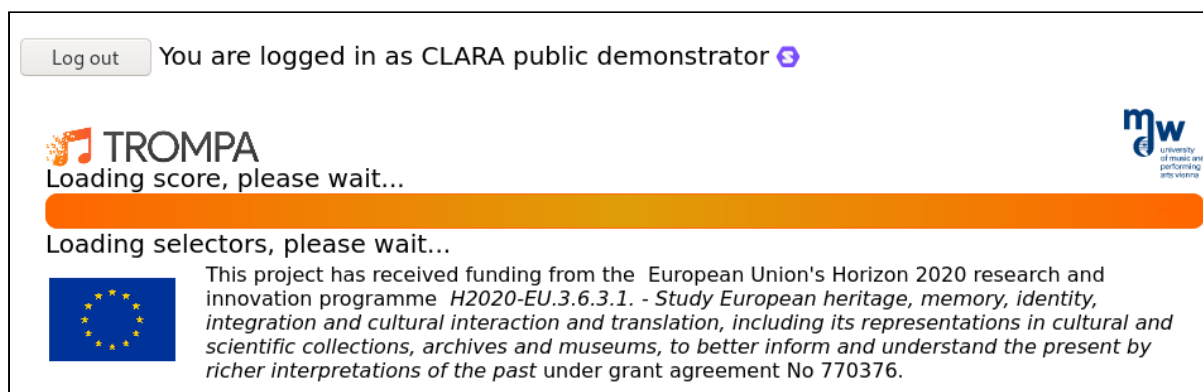 Log out You are logged in as CLARA public demonstrator
TROMPA
mdw
university
of music and
performing
arts vienna
Loading score, please wait...
Loading selectors, please wait...
This project has received funding from the  European Union's Horizon 2020 research and
innovation programme  H2020-EU.3.6.3.1. - Study European heritage, memory, identity,
integration and cultural interaction and translation, including its representations in cultural and
scientific collections, archives and museums, to better inform and understand the present by
richer interpretations of the past under grant agreement No 770376.